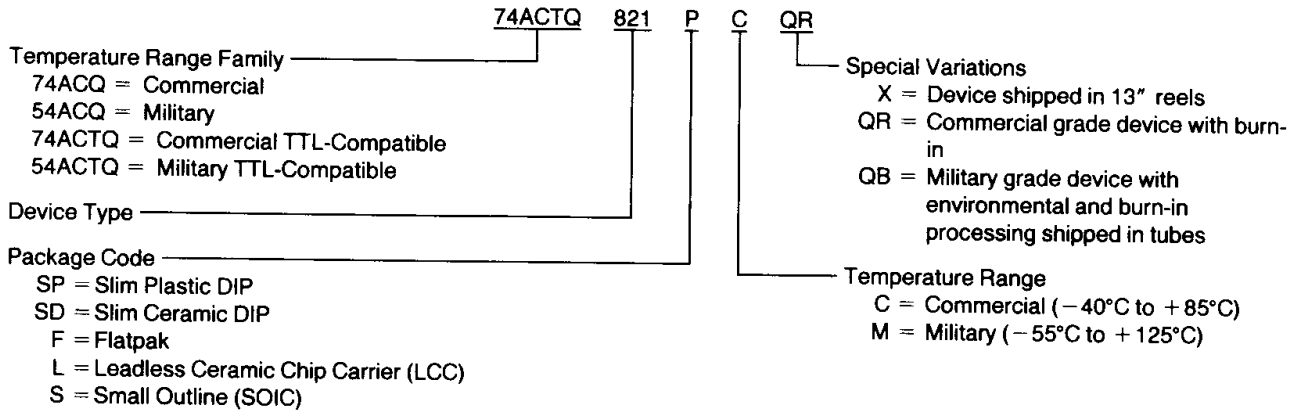 74ACTQ 821 P C QR
Temperature Range Family
74ACQ = Commercial
54ACQ = Military
74ACTQ = Commercial TTL-Compatible
54ACTQ = Military TTL-Compatible
Device Type
Package Code
SP = Slim Plastic DIP
SD = Slim Ceramic DIP
F = Flatpak
L = Leadless Ceramic Chip Carrier (LCC)
S = Small Outline (SOIC)
Special Variations
X = Device shipped in 13" reels
QR = Commercial grade device with burn-
in
QB = Military grade device with
environmental and burn-in
processing shipped in tubes
Temperature Range
C = Commercial (−40°C to +85°C)
M = Military (−55°C to +125°C)